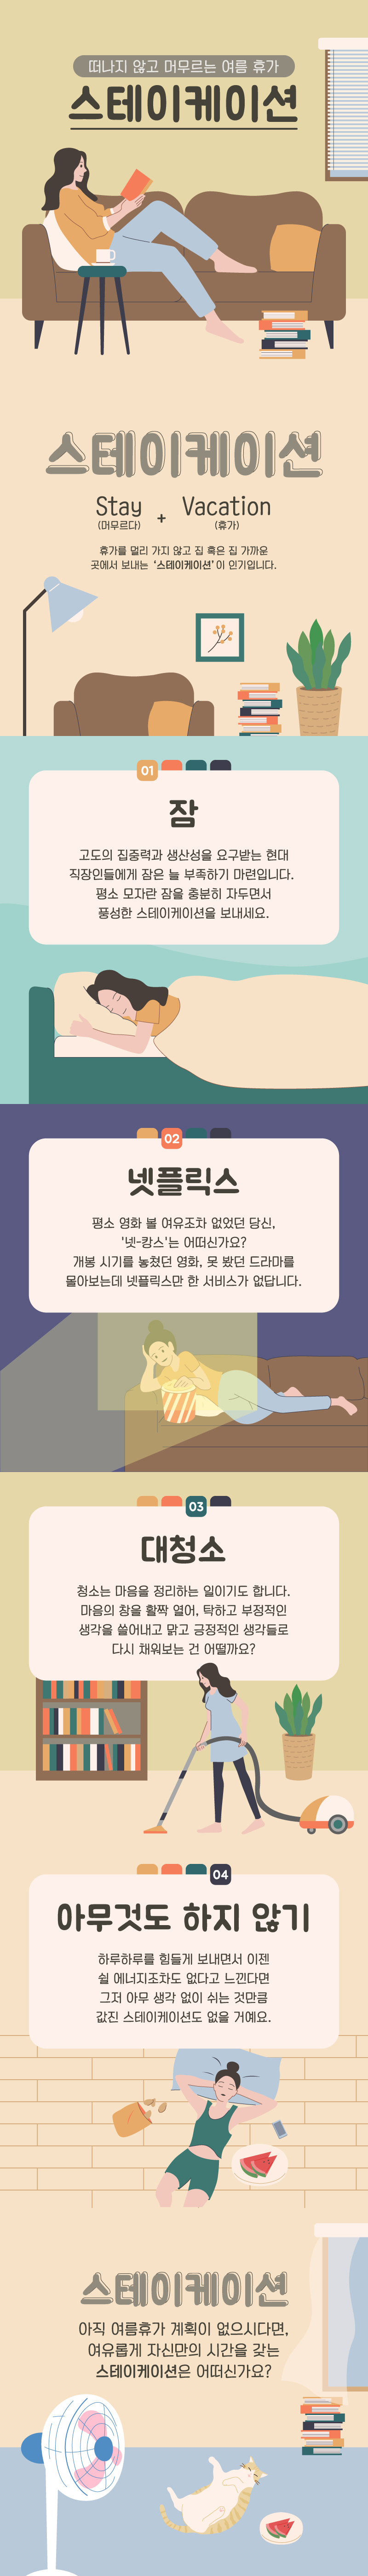 떠나지 않고 머무르는 여름 휴가
스테이케이션
스테이케이션
Stay + Vacation
(머무르다) (휴가)
휴가를 멀리 가지 않고 집 혹은 집 가까운
곳에서 보내는 '스테이케이션'이 인기입니다.
01
잠
고도의 집중력과 생산성을 요구받는 현대
직장인들에게 잠은 늘 부족하기 마련입니다.
평소 모자란 잠을 충분히 자두면서
풍성한 스테이케이션을 보내세요.
02
넷플릭스
평소 영화 볼 여유조차 없었던 당신,
'넷-캉스'는 어떠신가요?
개봉 시기를 놓쳤던 영화, 못 봤던 드라마를
몰아보는데 넷플릭스만 한 서비스가 없답니다.
03
대청소
청소는 마음을 정리하는 일이기도 합니다.
마음의 창을 활짝 열어, 탁하고 부정적인
생각을 쓸어내고 맑고 긍정적인 생각들로
다시 채워보는 건 어떨까요?
04
아무것도 하지 않기
하루하루를 힘들게 보내면서 이젠
쉴 에너지조차도 없다고 느낀다면
그저 아무 생각 없이 쉬는 것만큼
값진 스테이케이션도 없을 거예요.
스테이케이션
아직 여름휴가 계획이 없으시다면,
여유롭게 자신만의 시간을 갖는
스테이케이션은 어떠신가요?